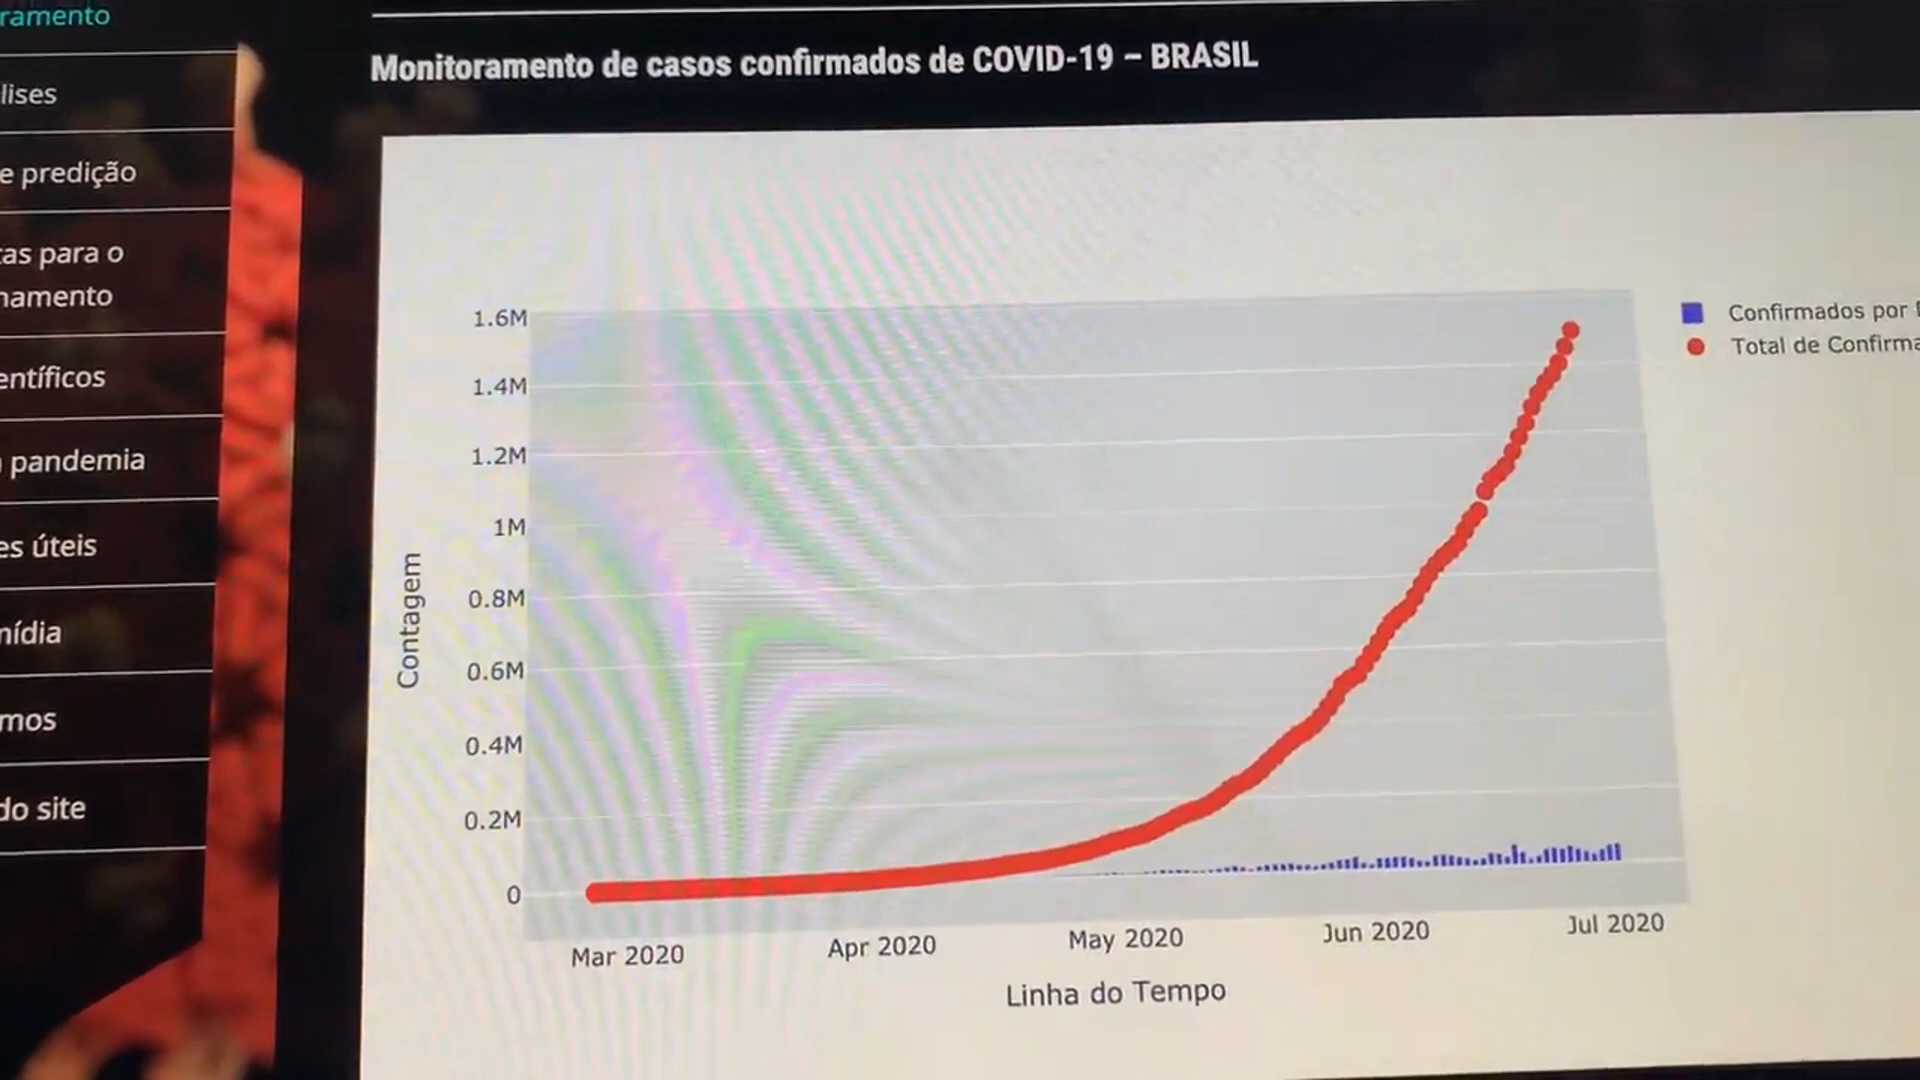 ramento
lises
e predição
as para o
namento
entíficos
pandemia
es úteis
mídia
mos
do site
Monitoramento de casos confirmados de COVID-19 – BRASIL
1.6M
1.4M
1.2M
1M
0.8M
0.6M
0.4M
0.2M
0
Contagem
Mar 2020
Apr 2020
May 2020
Jun 2020
Jul 2020
Linha do Tempo
Confirmados por
Total de Confirma